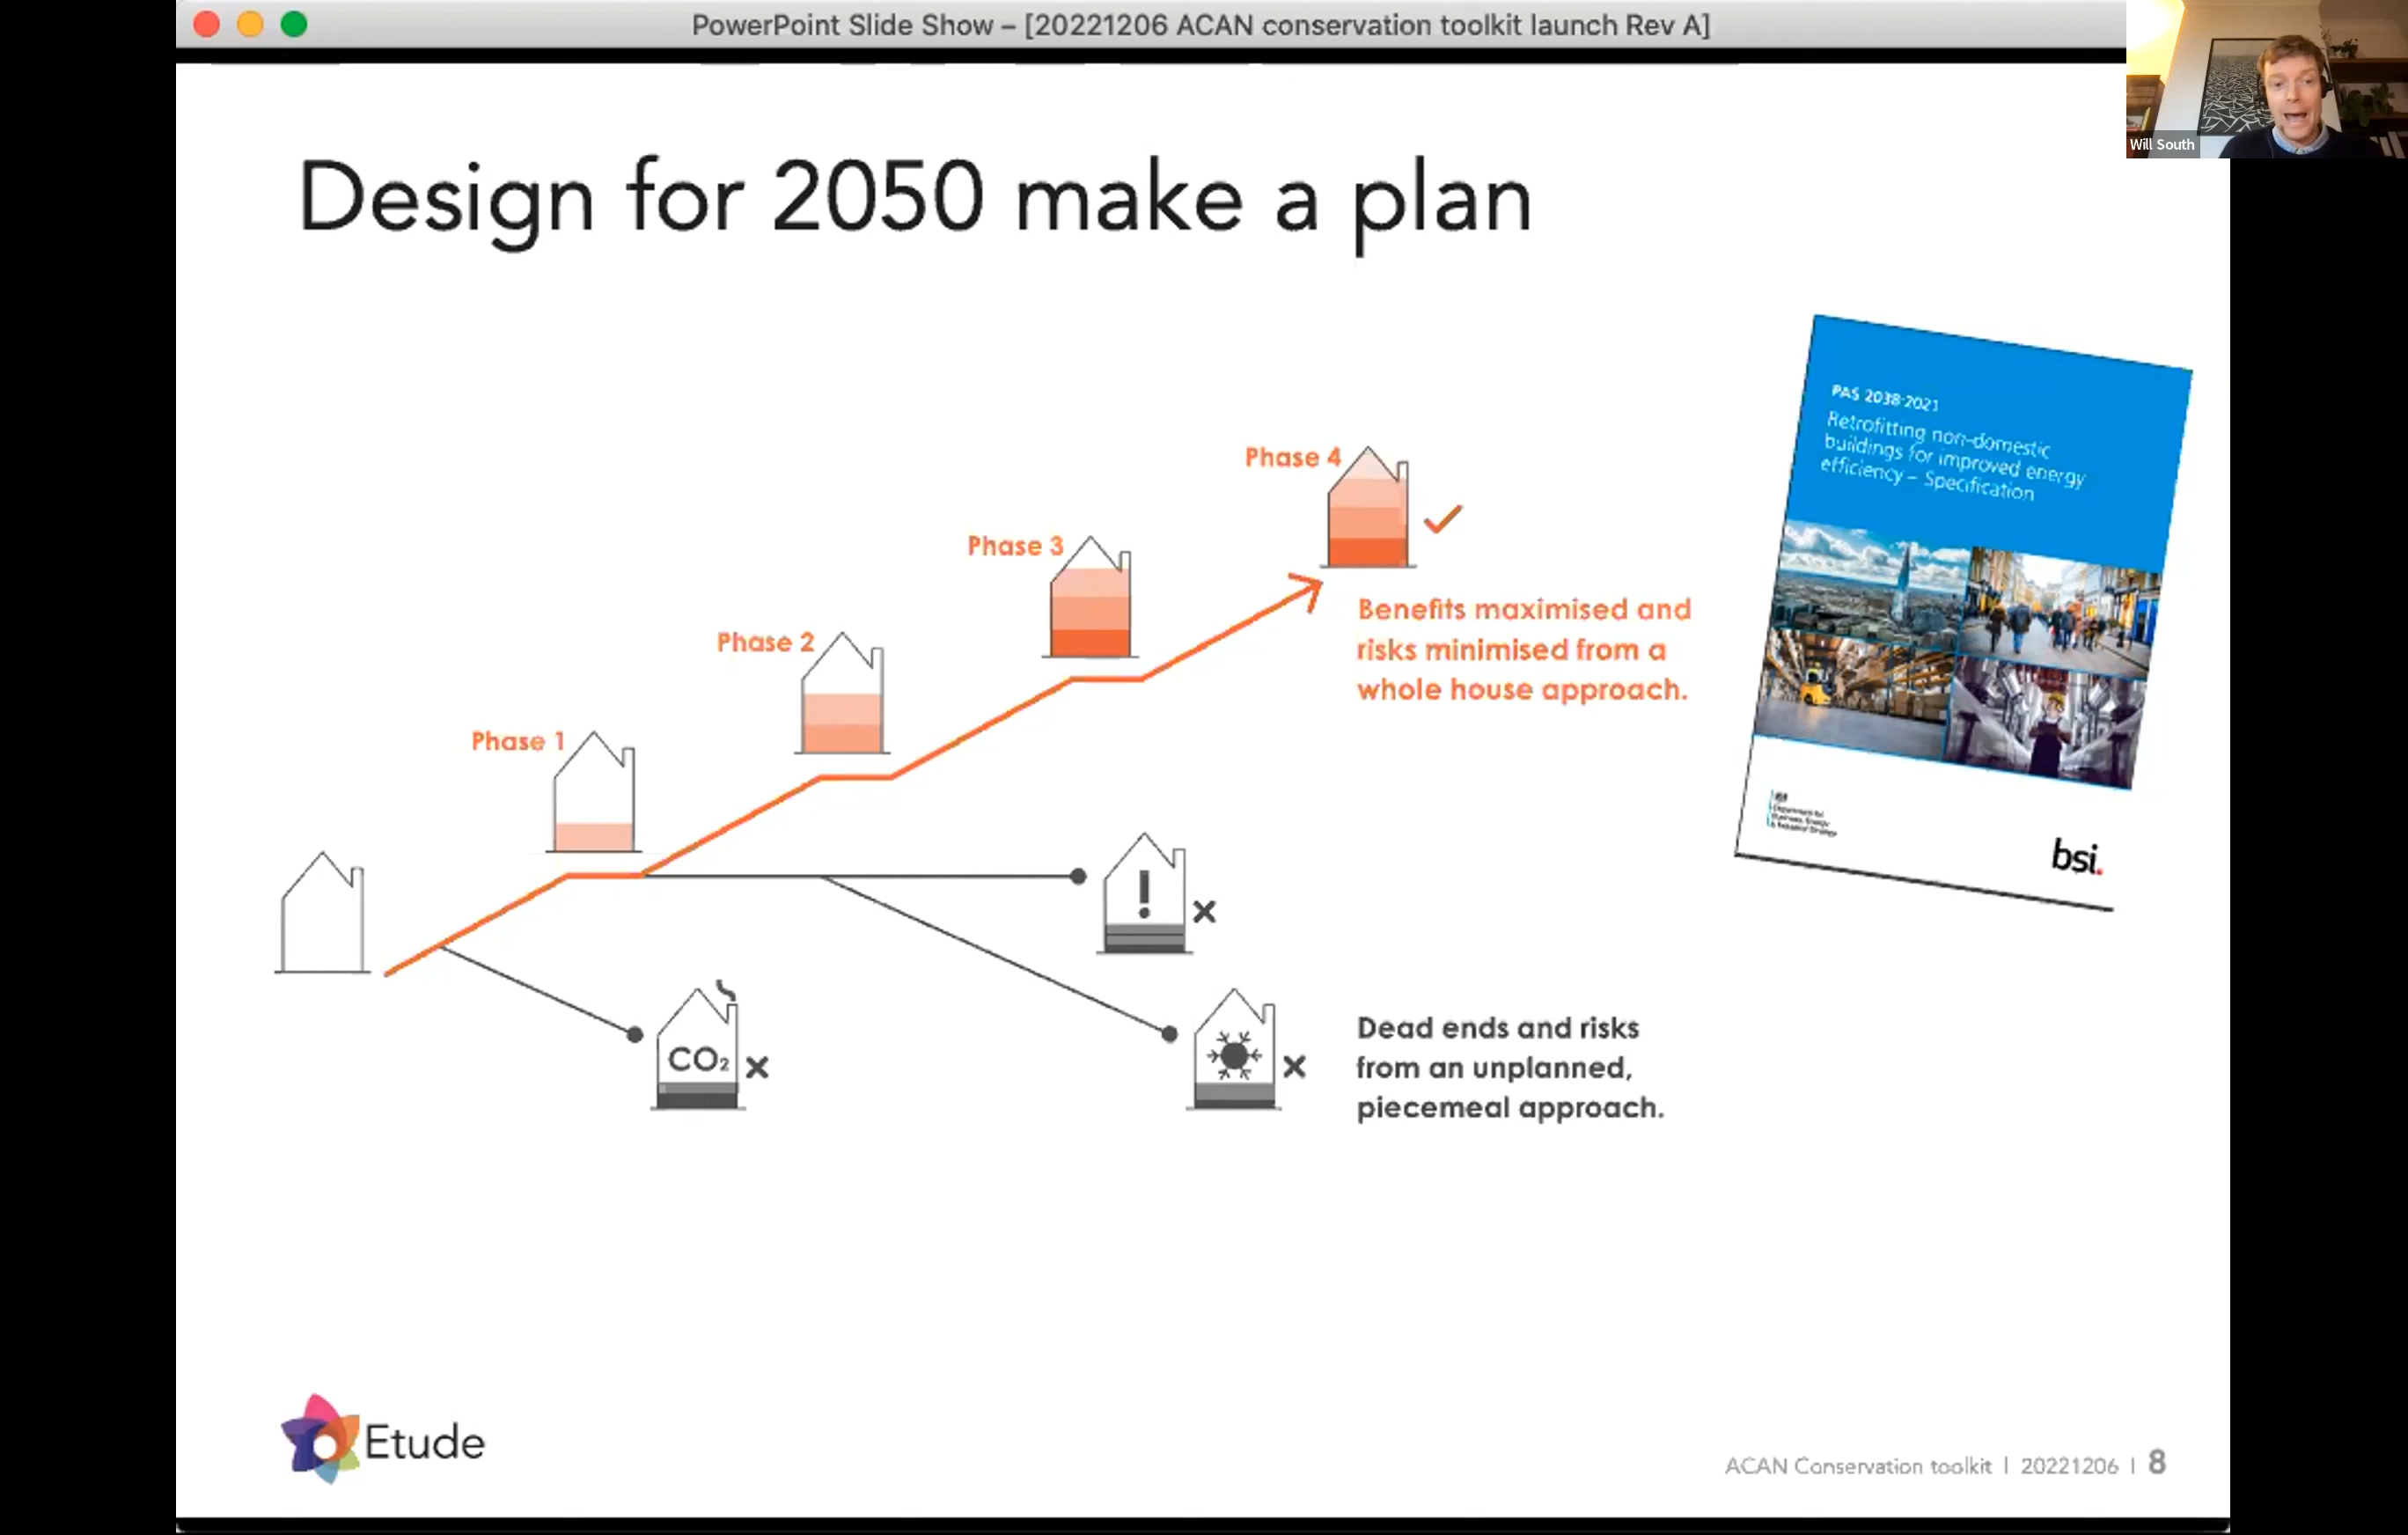 PowerPoint Slide Show – [20221206 ACAN conservation toolkit launch Rev A]
Will South
Design for 2050 make a plan
Phase 1
Phase 2
Phase 3
Phase 4
Benefits maximised and
risks minimised from a
whole house approach.
!
CO₂
Dead ends and risks
from an unplanned,
piecemeal approach.
PAS 2038:2021
Retrofitting non-domestic
buildings for improved energy
efficiency – Specification
bsi.
Etude
ACAN Conservation toolkit | 20221206 | 8